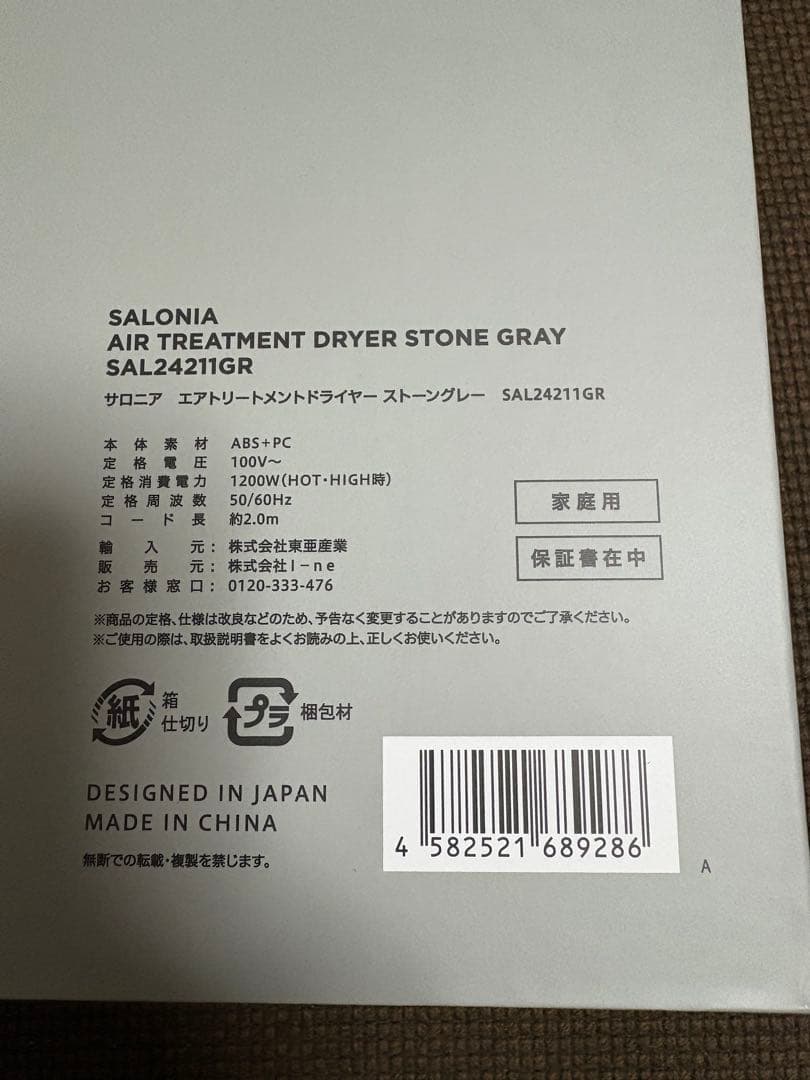 SALONIA
AIR TREATMENT DRYER STONE GRAY
SAL24211GR
サロニア エアトリートメントドライヤー ストーングレー SAL24211GR
本体素材 ABS+PC
定格電圧 100V～
定格消費電力 1200W(HOT・HIGH時)
定格周波数 50/60Hz
コード長 約2.0m
輸入元: 株式会社東亜産業
販売元: 株式会社I-ne
お客様窓口: 0120-333-476
家庭用
保証書在中
※商品の定格、仕様は改良などのため、予告なく変更することがありますのでご了承ください。
※ご使用の際は、取扱説明書をよくお読みの上、正しくお使いください。
紙 箱
仕切り
プラ 梱包材
DESIGNED IN JAPAN
MADE IN CHINA
無断での転載・複製を禁じます。
4 582521 689286
A